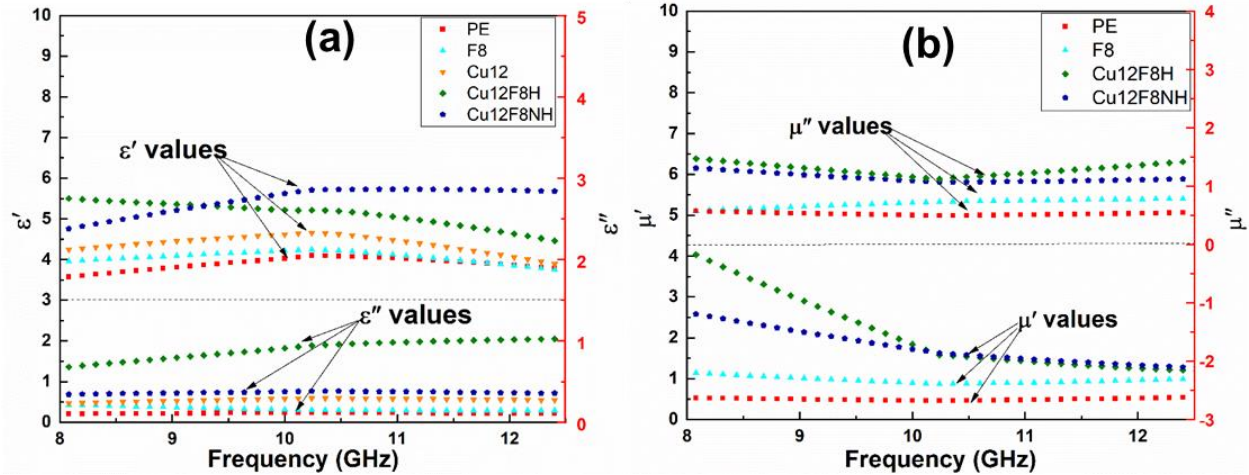 (a)
10
9
8
7
6
5
4
3
2
1
0
ε′
5
4
3
2
1
0
ε″
PE
F8
Cu12
Cu12F8H
Cu12F8NH
ε′ values
ε″ values
8
9
10
11
12
Frequency (GHz)
(b)
10
9
8
7
6
5
4
3
2
1
0
μ′
4
3
2
1
0
-1
-2
-3
μ″
PE
F8
Cu12F8H
Cu12F8NH
μ″ values
μ′ values
8
9
10
11
12
Frequency (GHz)